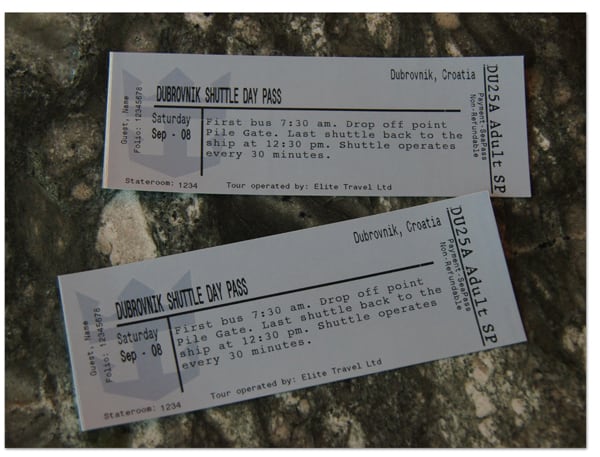 Dubrovnik, Croatia
DUBROVNIK SHUTTLE DAY PASS
Guest, Name
Folio: 12345678
Saturday
Sep - 08
First bus 7:30 am. Drop off point
Pile Gate. Last shuttle back to the
ship at 12:30 pm. Shuttle operates
every 30 minutes.
Stateroom: 1234
Tour operated by: Elite Travel Ltd
DU25A Adult SP
Payment-SeaPass
Non-Refundable
Dubrovnik, Croatia
DUBROVNIK SHUTTLE DAY PASS
Guest, Name
Folio: 12345678
Saturday
Sep - 08
First bus 7:30 am. Drop off point
Pile Gate. Last shuttle back to the
ship at 12:30 pm. Shuttle operates
every 30 minutes.
Stateroom: 1234
Tour operated by: Elite Travel Ltd
DU25A Adult SP
Payment-SeaPass
Non-Refundable